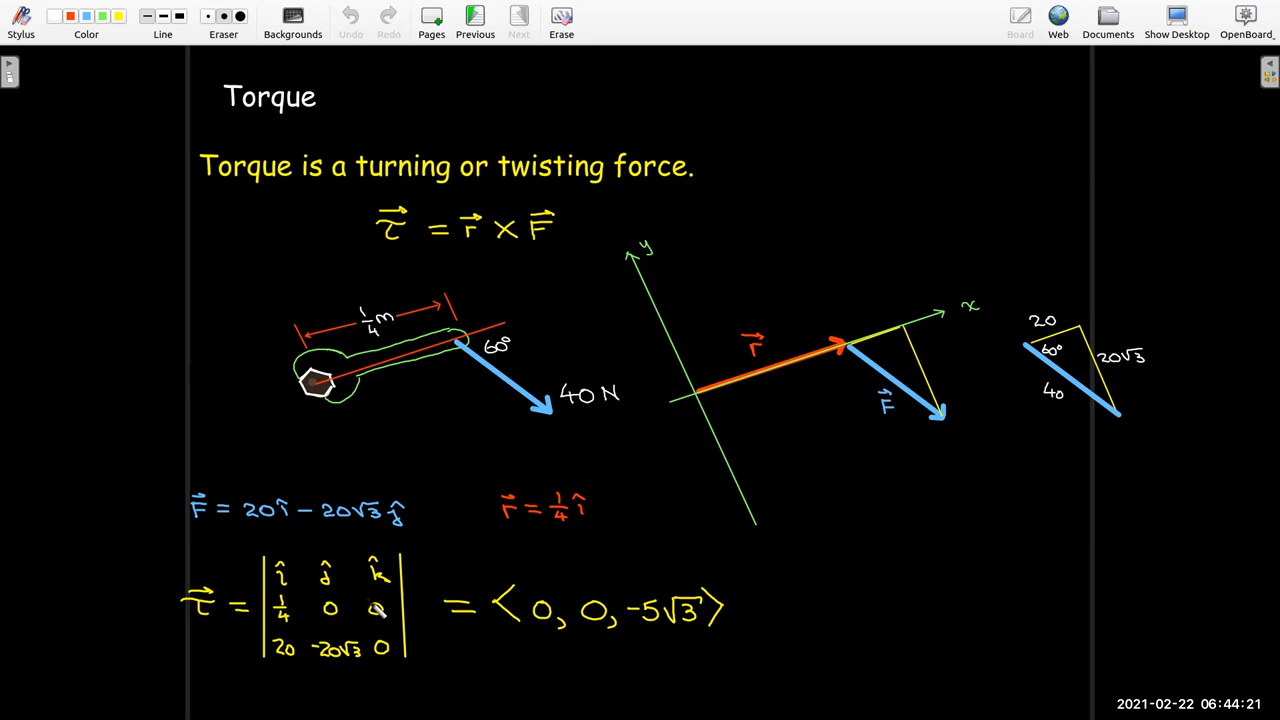 Stylus Color Line Eraser Backgrounds Undo Redo Pages Previous Next Erase Board Web Documents Show Desktop OpenBoard
Torque
Torque is a turning or twisting force.
τ⃗ = r⃗ × F⃗
1/4 m
60°
40 N
y
x
r⃗
F⃗
20
60°
20√3
40
F⃗ = 20î − 20√3 ĵ
r⃗ = 1/4 î
τ⃗ = | î ĵ k̂ | = ⟨0, 0, -5√3⟩
1/4 0 0
20 -20√3 0
2021-02-22 06:44:21